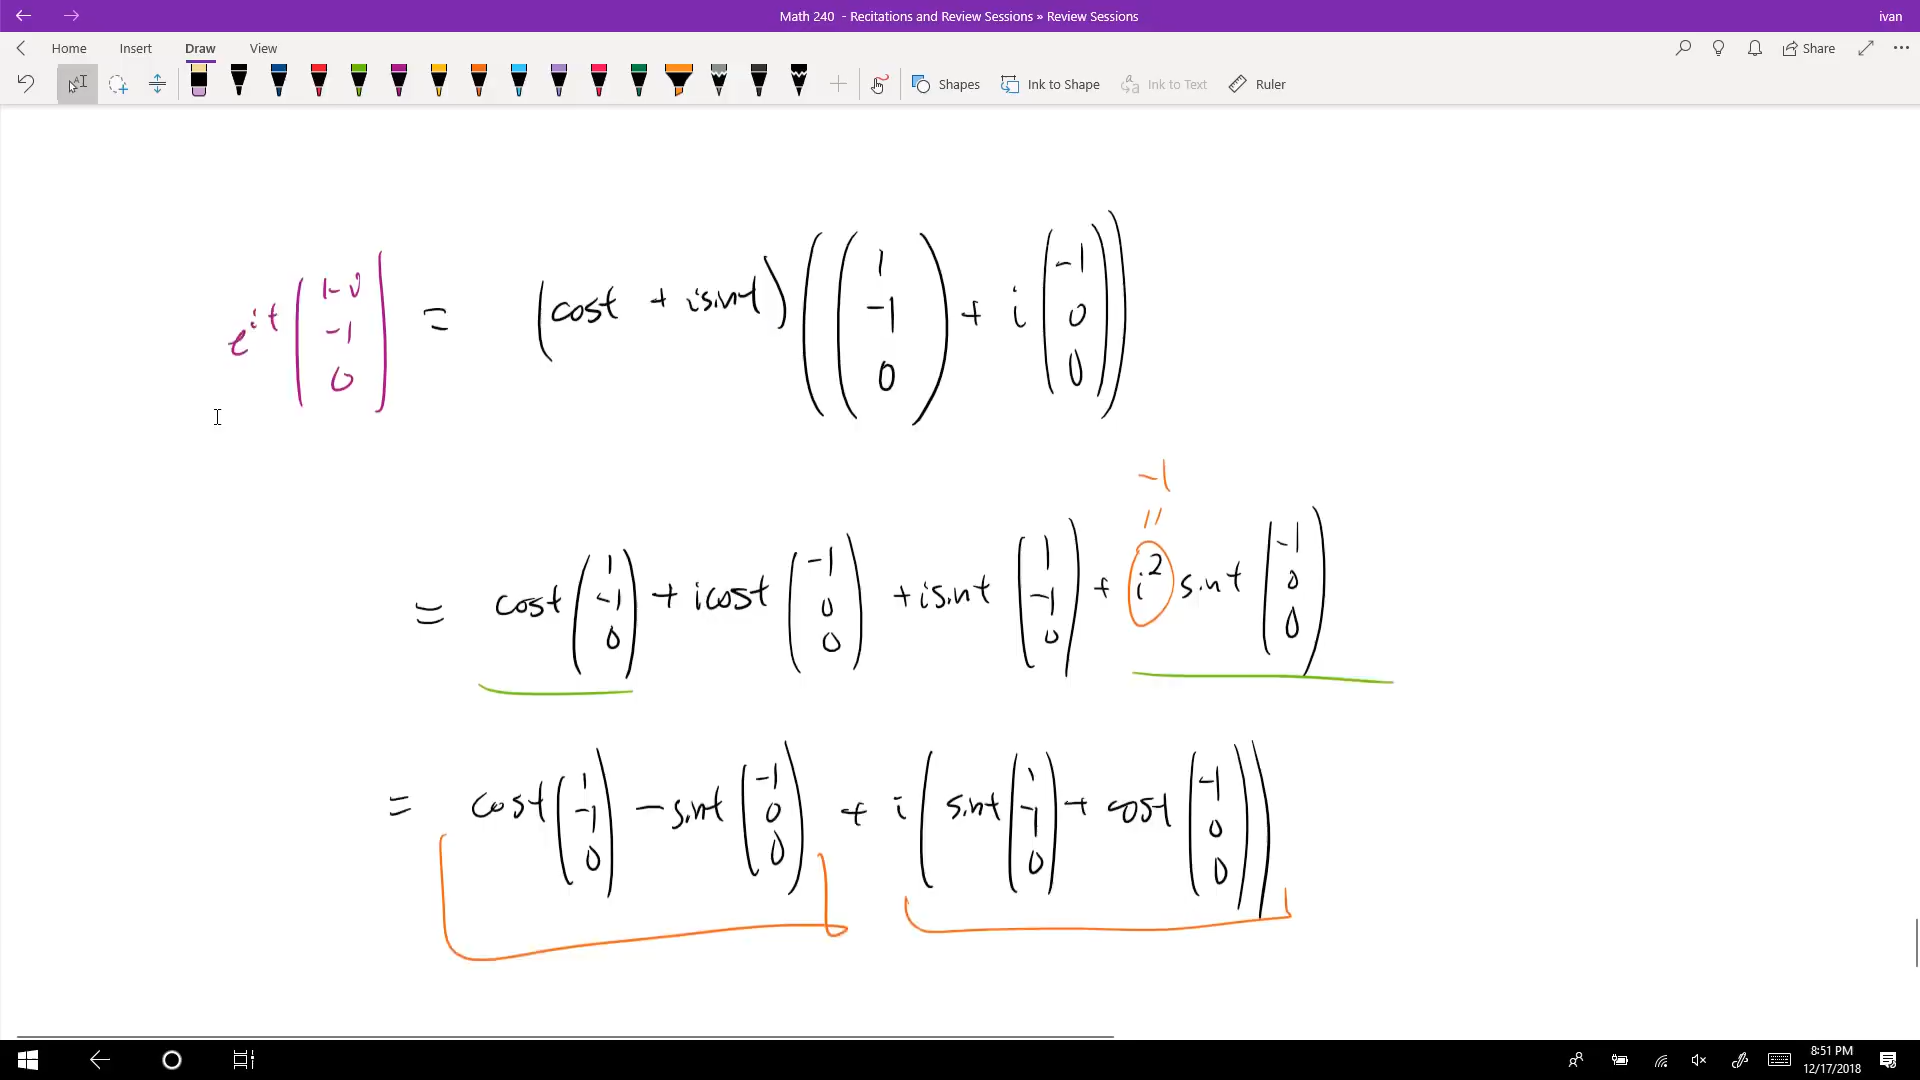 Math 240 - Recitations and Review Sessions » Review Sessions
ivan
Home Insert Draw View
Share
Shapes Ink to Shape Ink to Text Ruler
e^{it} (1-i, -1, 0) = (cost + isint)((1, -1, 0) + i(-1, 0, 0))
-1
=
= cost(1, -1, 0) + icost(-1, 0, 0) + isint(1, -1, 0) + i^2 sint(-1, 0, 0)
= cost(1, -1, 0) - sint(-1, 0, 0) + i(sint(1, -1, 0) + cost(-1, 0, 0))
8:51 PM
12/17/2018